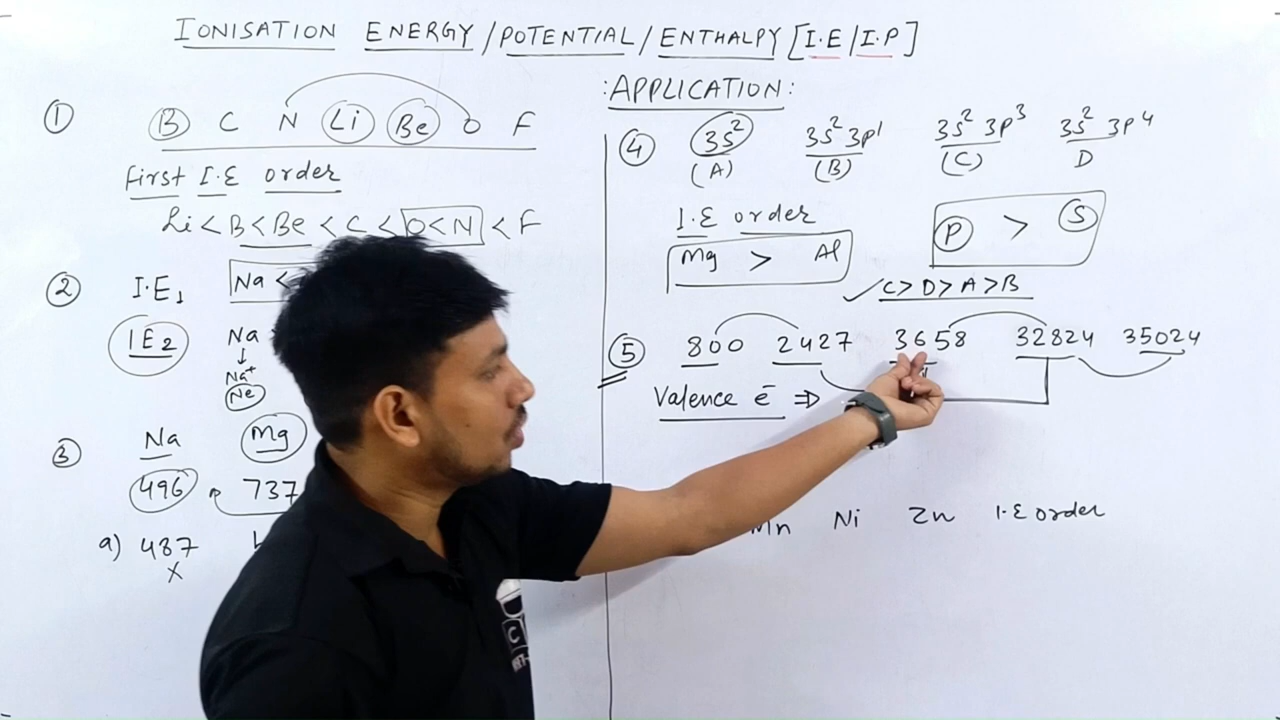 IONISATION ENERGY/POTENTIAL/ENTHALPY [I.E/I.P]
① B C N Li Be O F
First I.E order
Li < B < Be < C < O < N < F
② I.E₁ Na <
IE₂ Na
↓
Na⁺
Ne
③ Na Mg
496 737
a) 487
X
:APPLICATION:
④ 3s² 3s² 3p¹ 3s² 3p³ 3s² 3p⁴
(A) (B) (C) D
I.E order
Mg > Al P > S
✓ C > D > A > B
⑤ 800 2427 3658 32824 35024
Valence e⁻ ⇒
Mn Ni Zn I.E order